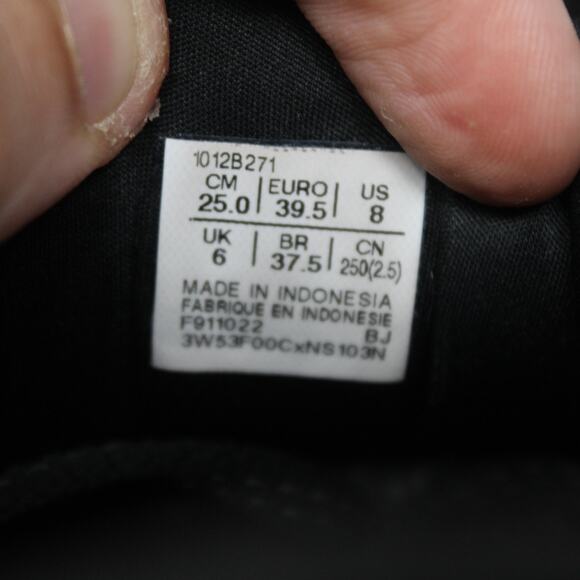 1012B271
CM EURO US
25.0 39.5 8
UK BR CN
6 37.5 250(2.5)
MADE IN INDONESIA
FABRIQUE EN INDONESIE
F911022 BJ
3W53F00CxNS103N